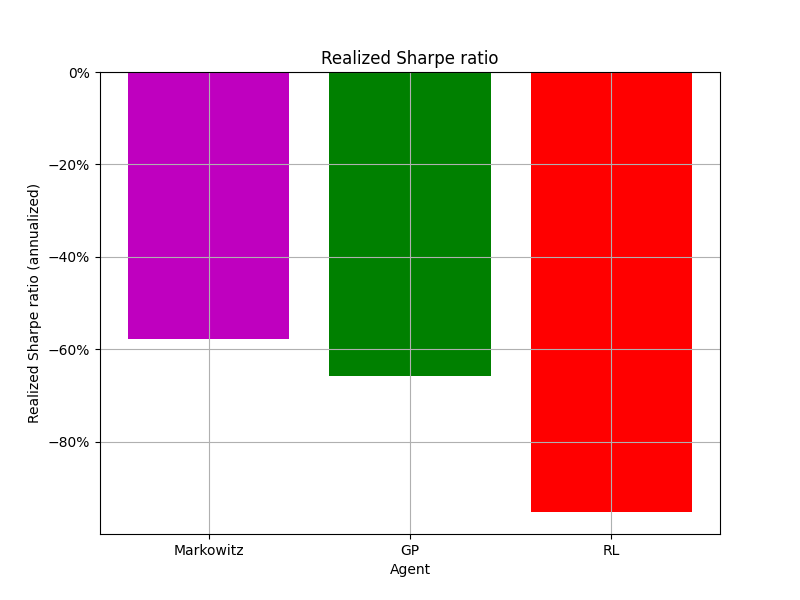 Realized Sharpe ratio
Realized Sharpe ratio (annualized)
0%
−20%
−40%
−60%
−80%
Markowitz
GP
RL
Agent